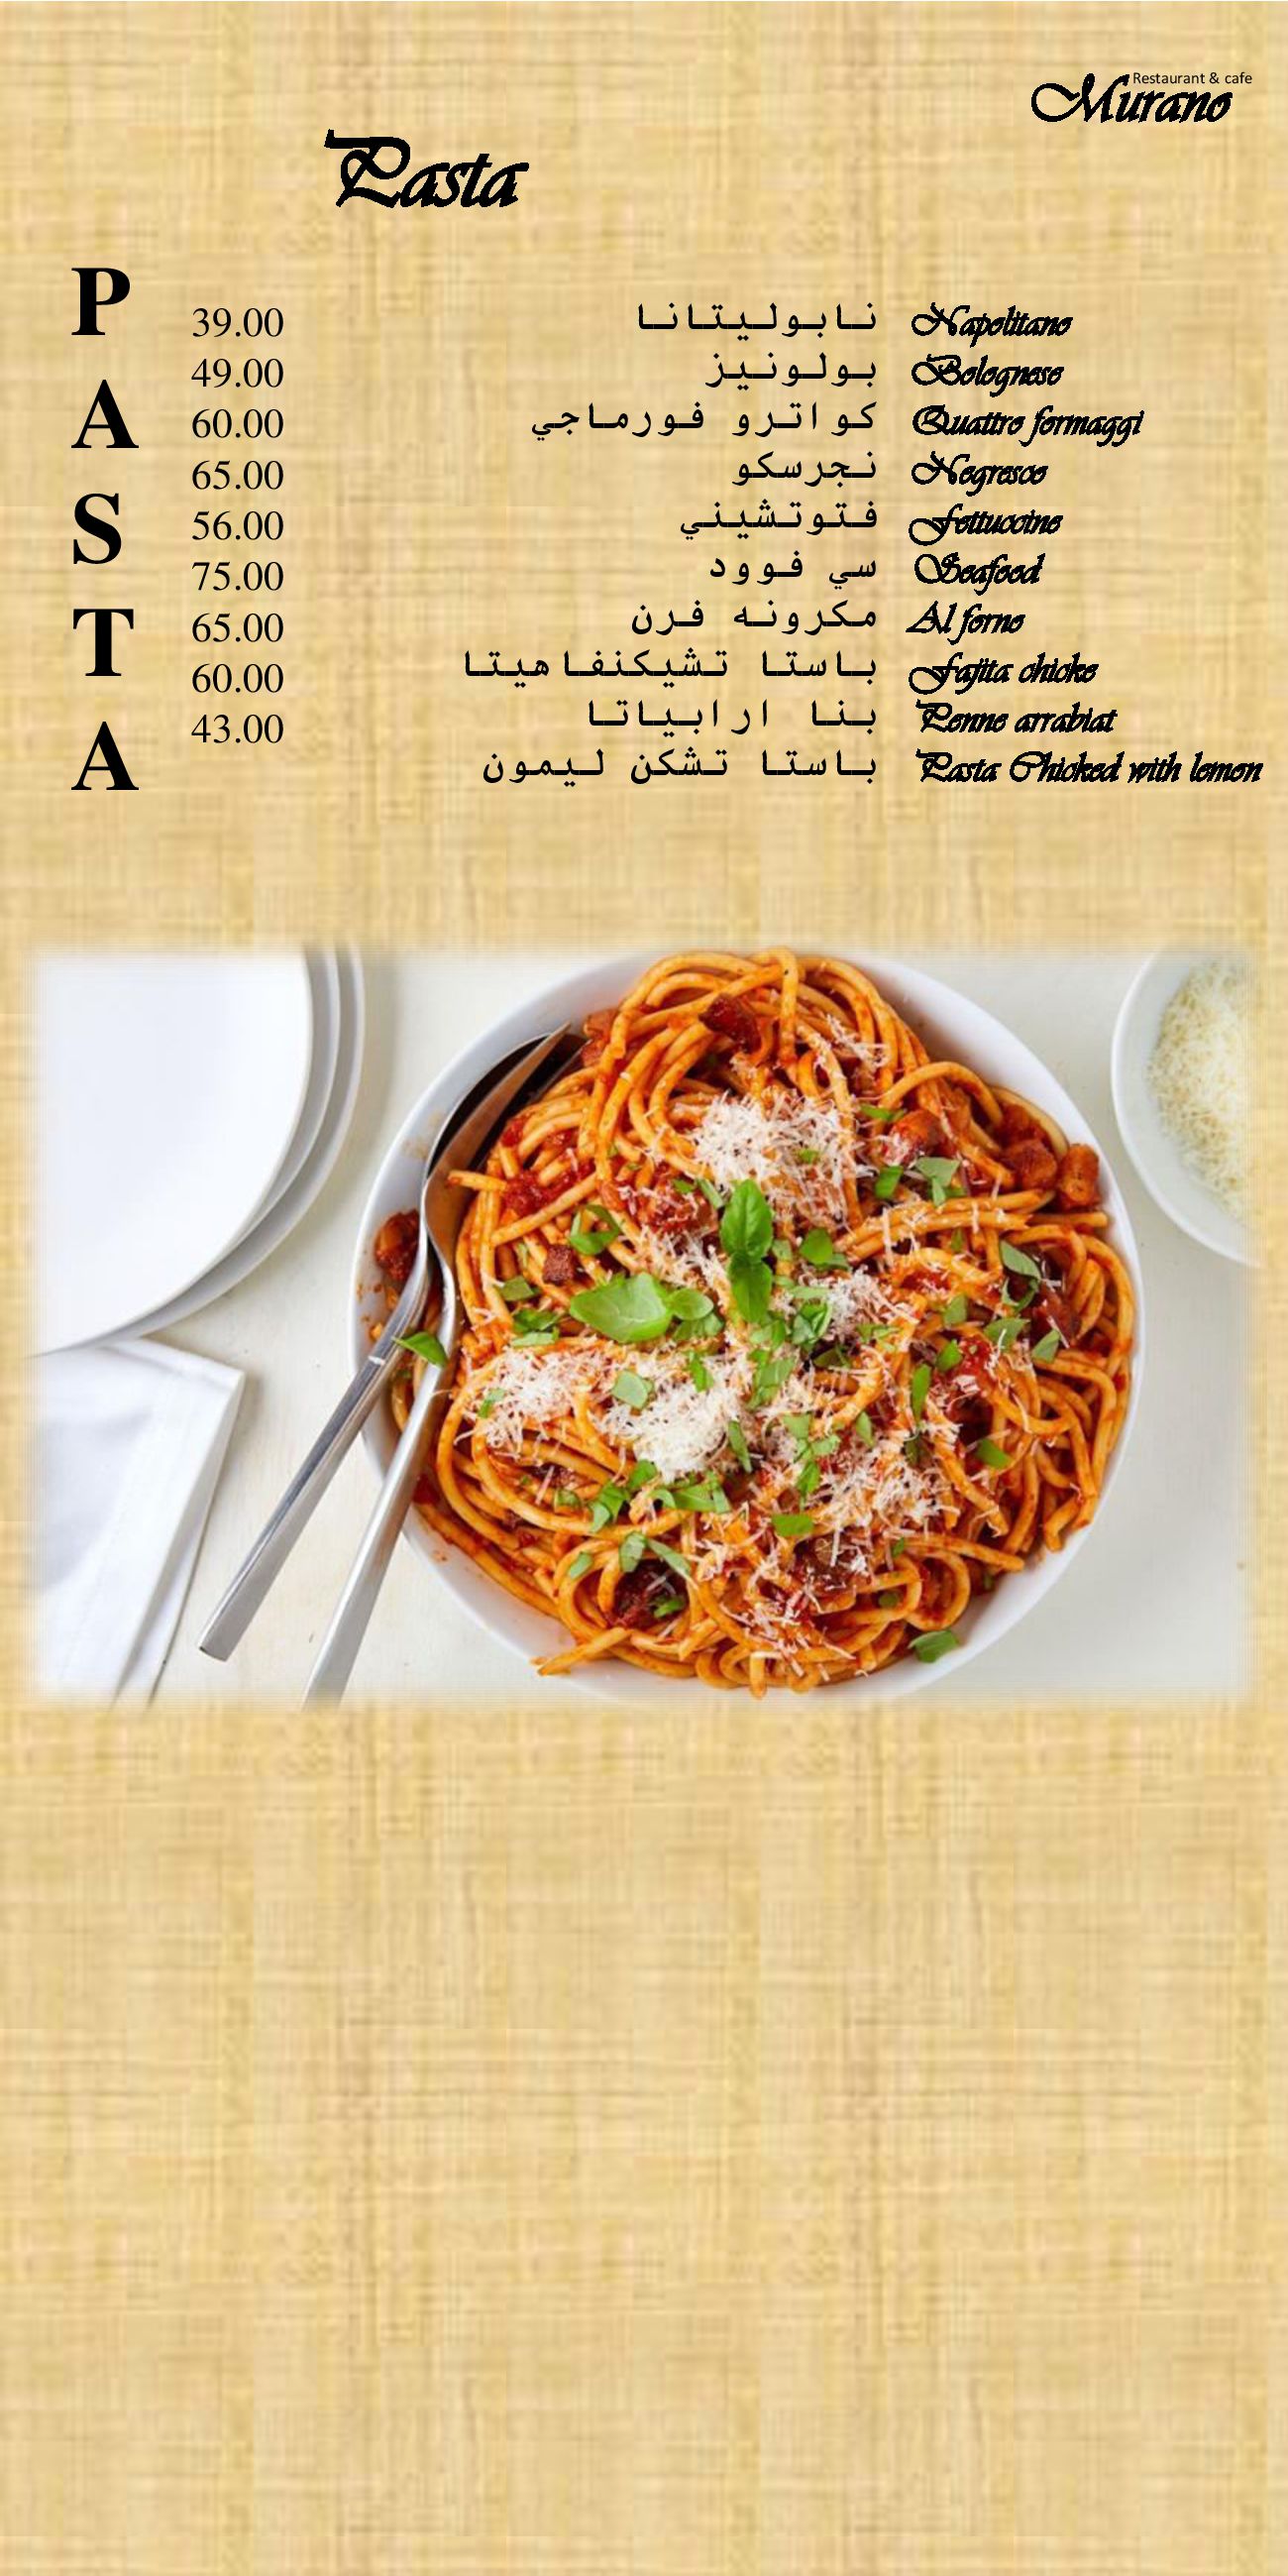 Restaurant & cafe
Murano
Pasta
PASTA
39.00 نابوليتانا Napolitano
49.00 بولونيز Bolognese
60.00 كواترو فورماجي Quattro formaggi
65.00 نجرسكو Negresco
56.00 فتوتشيني Fettuccine
75.00 سي فوود Seafood
65.00 مكرونه فرن Al forno
60.00 باستا تشيكنفاهيتا Fajita chicke
43.00 بنا ارابياتا Penne arrabiat
باستا تشكن ليمون Pasta Chicked with lemon